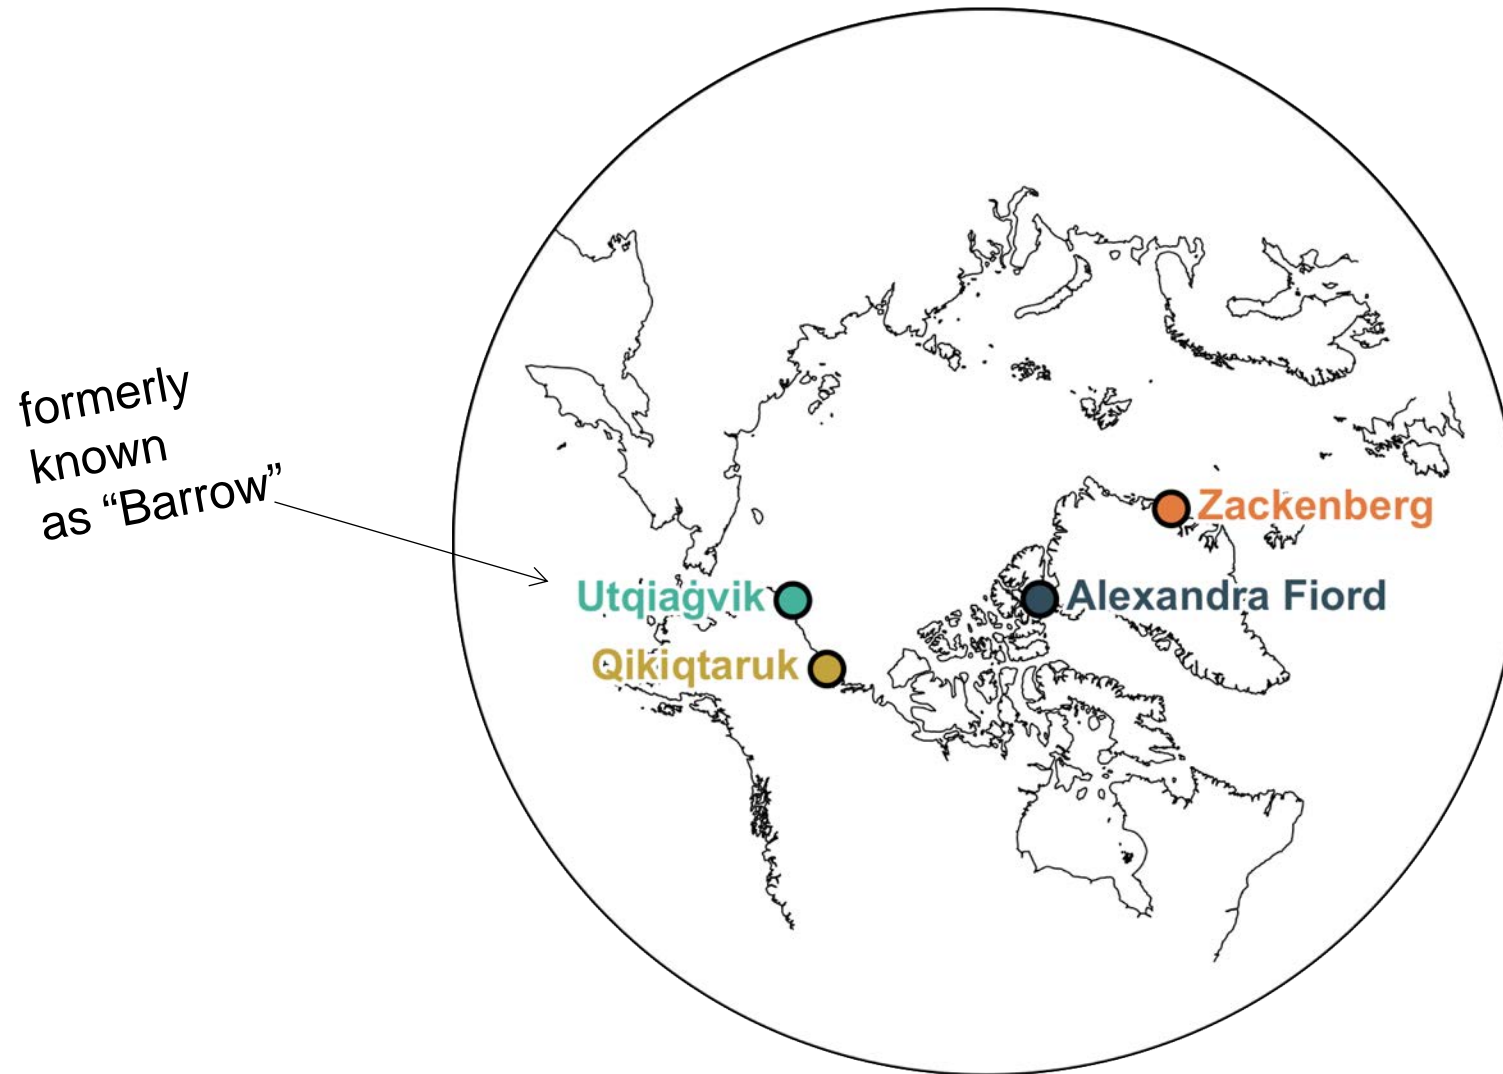 formerly
known
as “Barrow”
Zackenberg
Utqiaġvik
Alexandra Fiord
Qikiqtaruk